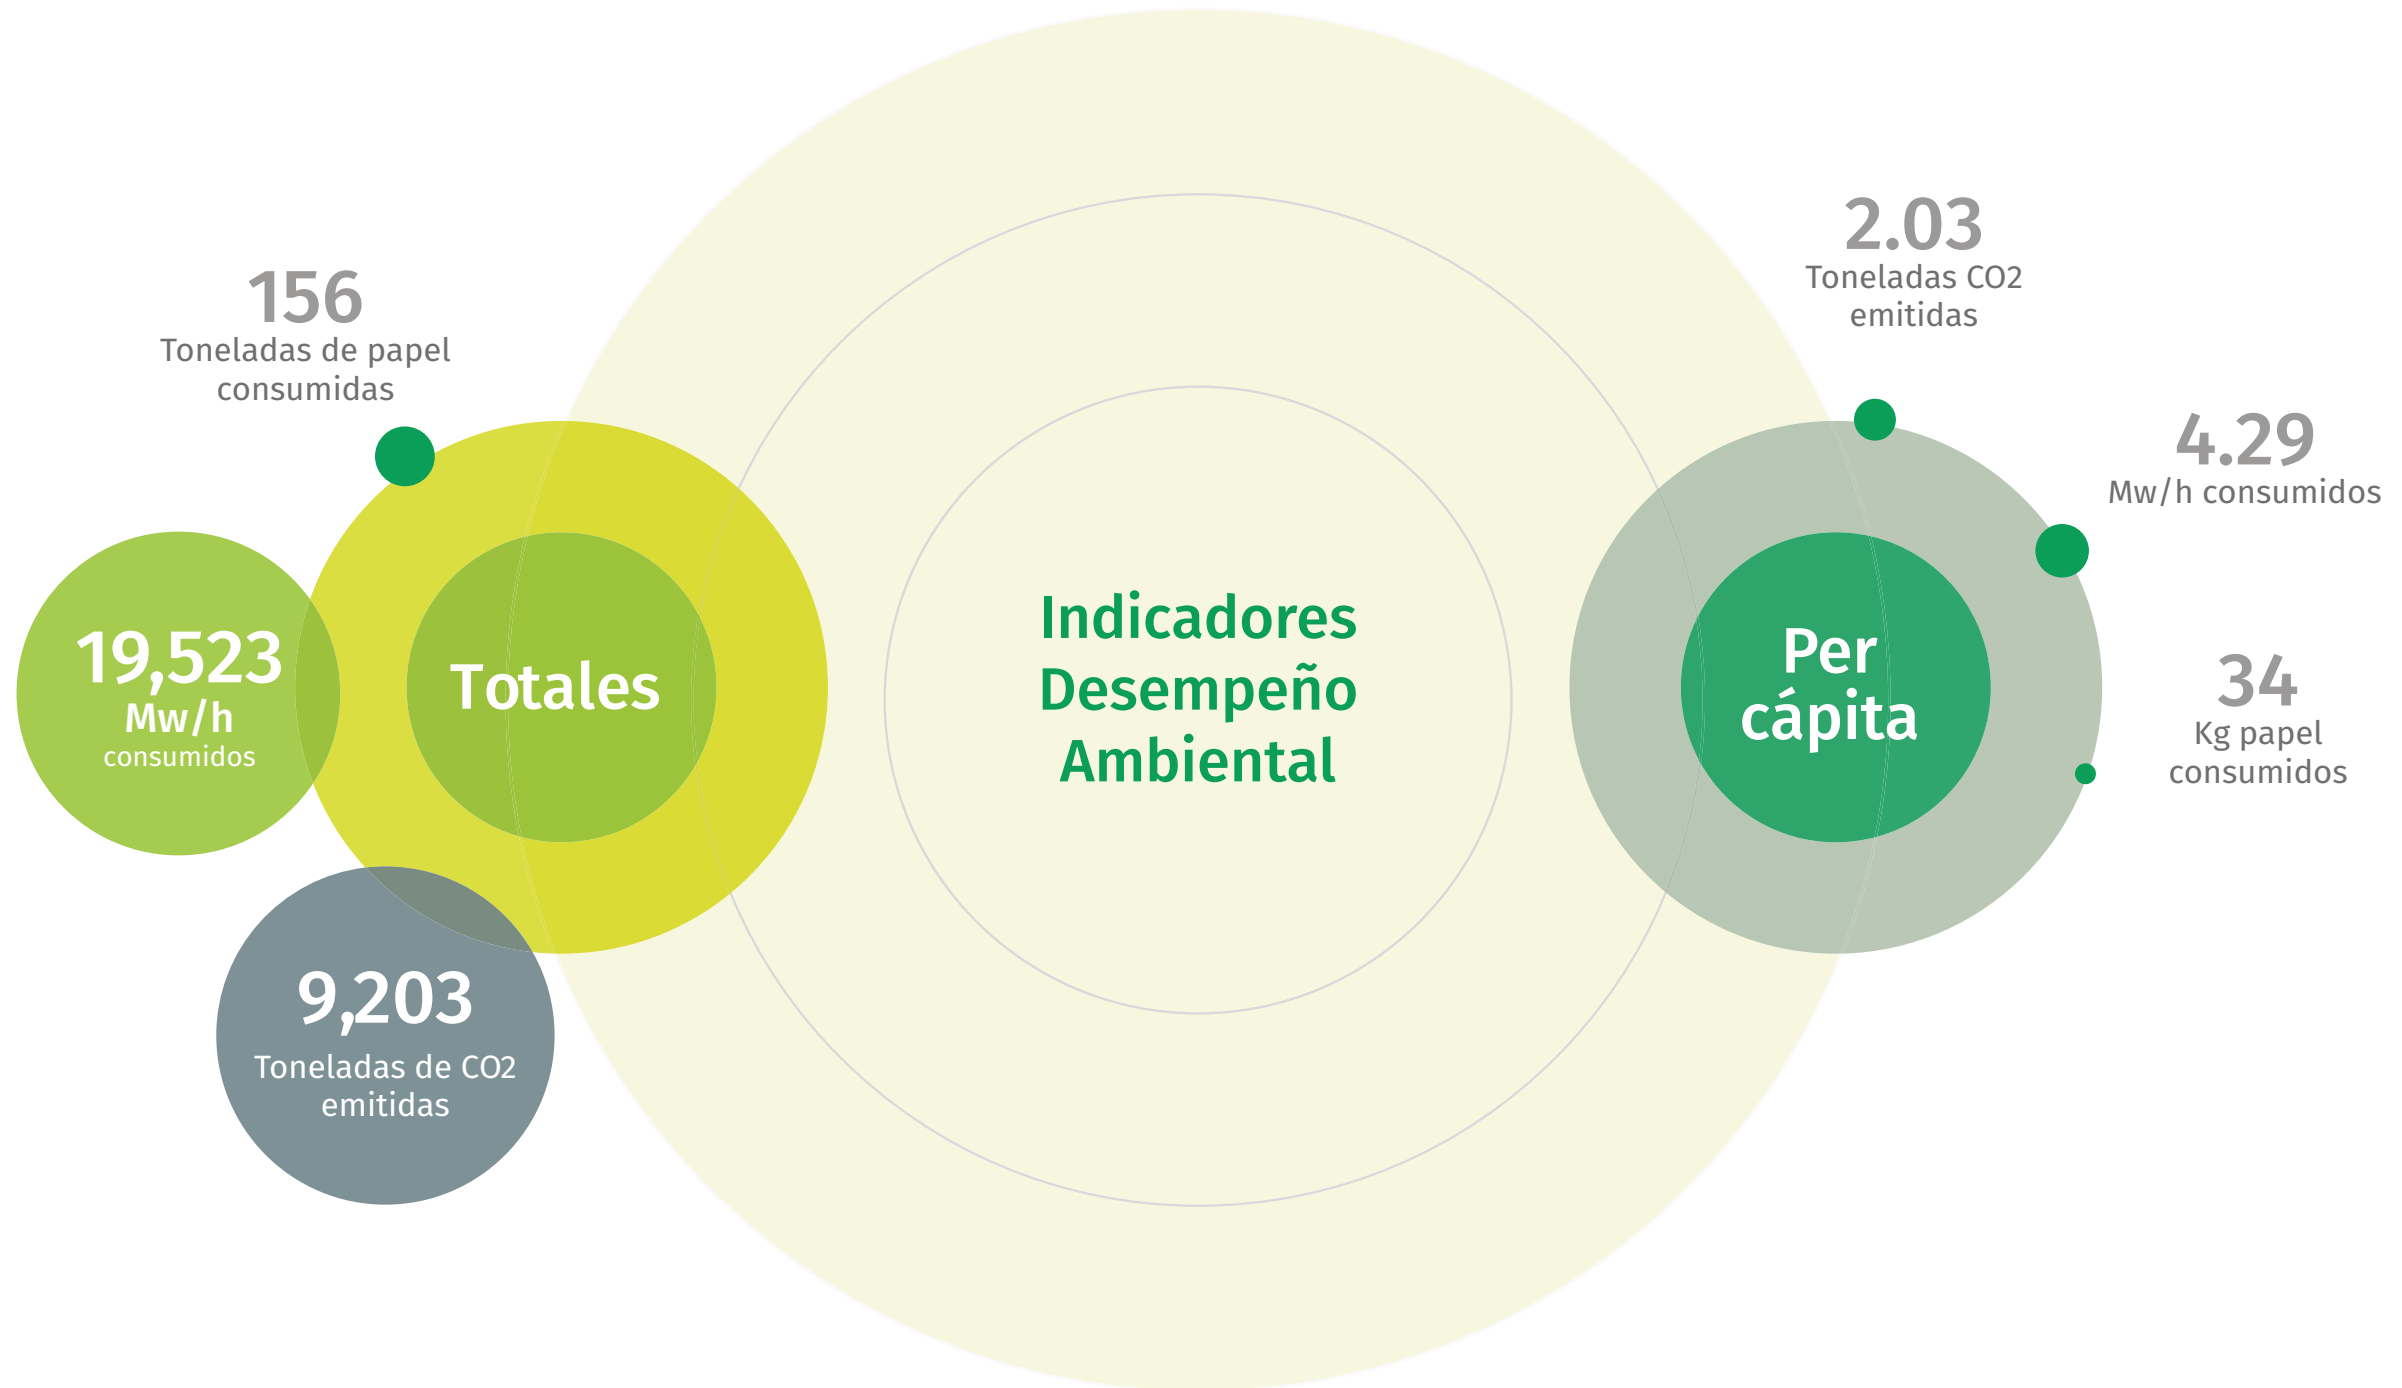 Indicadores
Desempeño
Ambiental
Totales
156
Toneladas de papel
consumidas
19,523
Mw/h
consumidos
9,203
Toneladas de CO2
emitidas
Per
cápita
2.03
Toneladas CO2
emitidas
4.29
Mw/h consumidos
34
Kg papel
consumidos